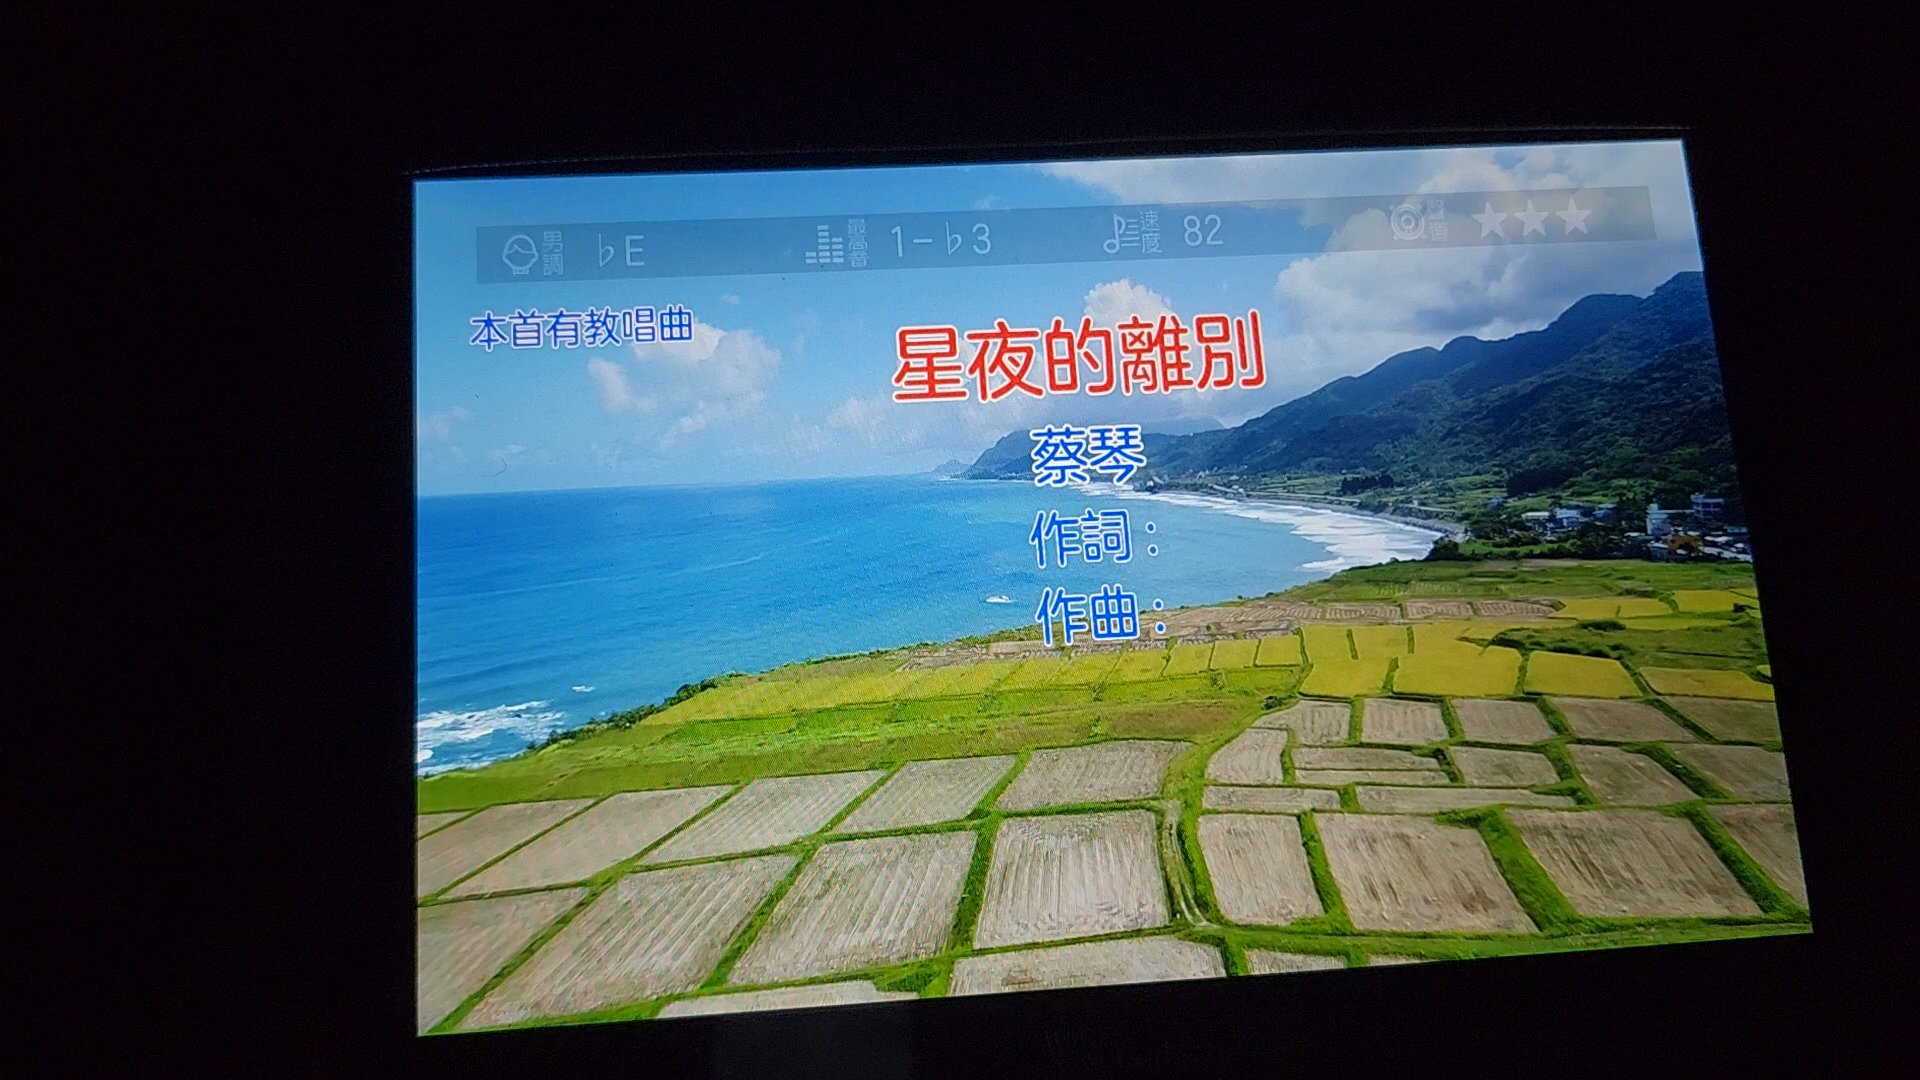 男調 ♭E 最高音 1-♭3 速度 82 ★★★
本首有教唱曲
星夜的離別
蔡琴
作詞:
作曲: